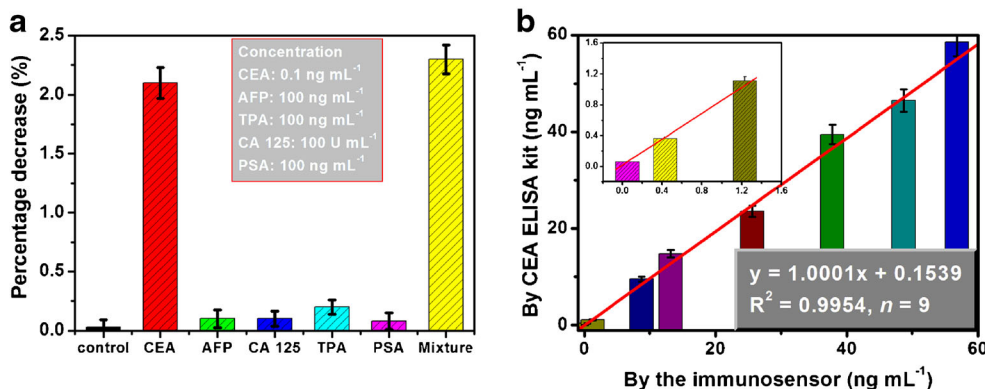 a
Percentage decrease (%)
2.5
2.0
1.5
1.0
0.5
0.0
Concentration
CEA: 0.1 ng mL⁻¹
AFP: 100 ng mL⁻¹
TPA: 100 ng mL⁻¹
CA 125: 100 U mL⁻¹
PSA: 100 ng mL⁻¹
control CEA AFP CA 125 TPA PSA Mixture
b
By CEA ELISA kit (ng mL⁻¹)
60
40
20
0
1.6
1.2
0.8
0.4
0.0
0.0 0.4 0.8 1.2 1.6
y = 1.0001x + 0.1539
R² = 0.9954, n = 9
0 20 40 60
By the immunosensor (ng mL⁻¹)